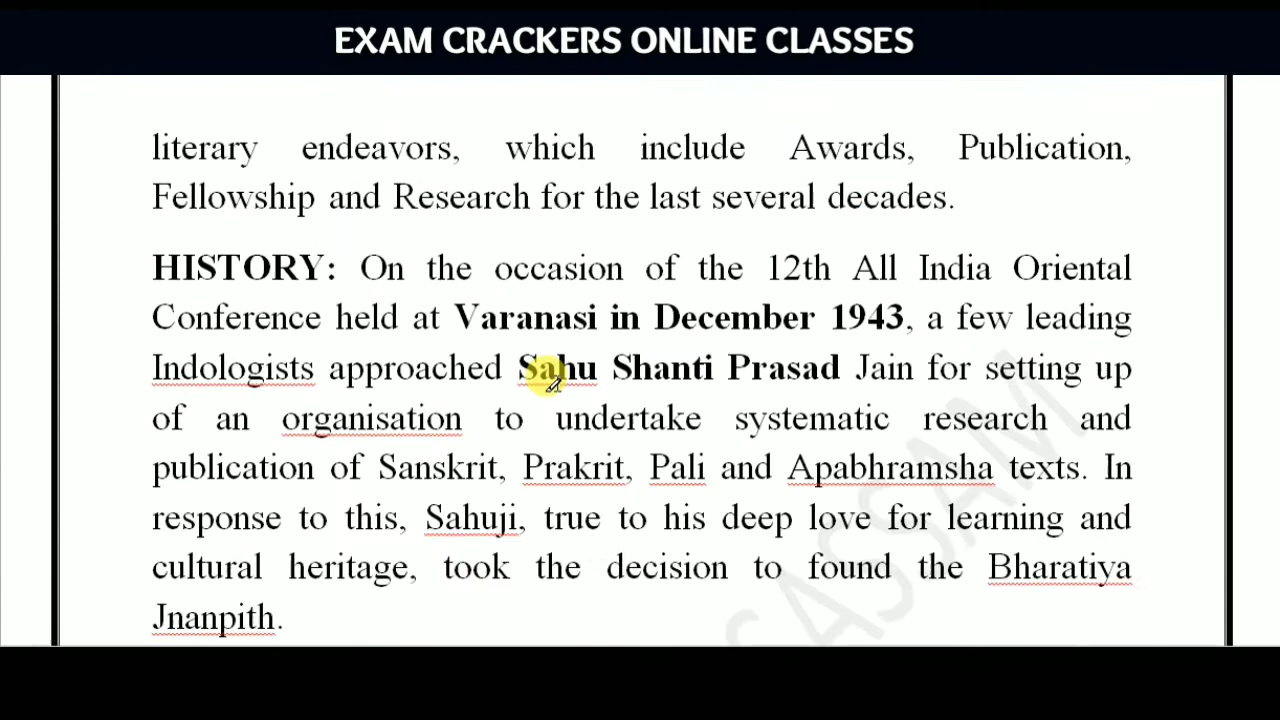 EXAM CRACKERS ONLINE CLASSES
literary endeavors, which include Awards, Publication,
Fellowship and Research for the last several decades.
HISTORY: On the occasion of the 12th All India Oriental
Conference held at Varanasi in December 1943, a few leading
Indologists approached Sahu Shanti Prasad Jain for setting up
of an organisation to undertake systematic research and
publication of Sanskrit, Prakrit, Pali and Apabhramsha texts. In
response to this, Sahuji, true to his deep love for learning and
cultural heritage, took the decision to found the Bharatiya
Jnanpith.
ASSAM